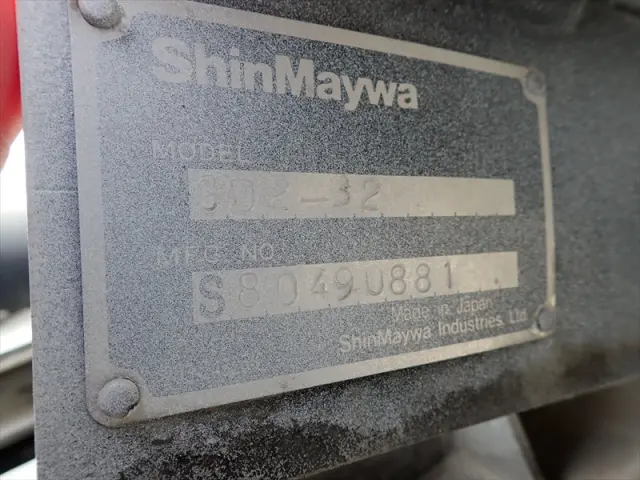 ShinMaywa
MODEL
MFG NO
S80490881
Made in Japan
ShinMaywa Industries Ltd